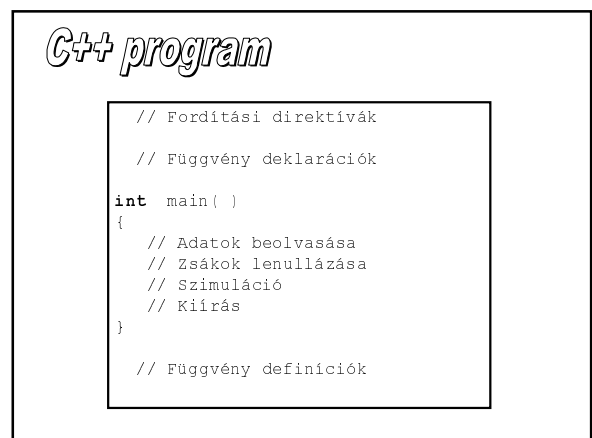 C++ program
// Fordítási direktívák
// Függvény deklarációk
int main( )
{
// Adatok beolvasása
// Zsákok lenullázása
// Szimuláció
// Kiírás
}
// Függvény definíciók